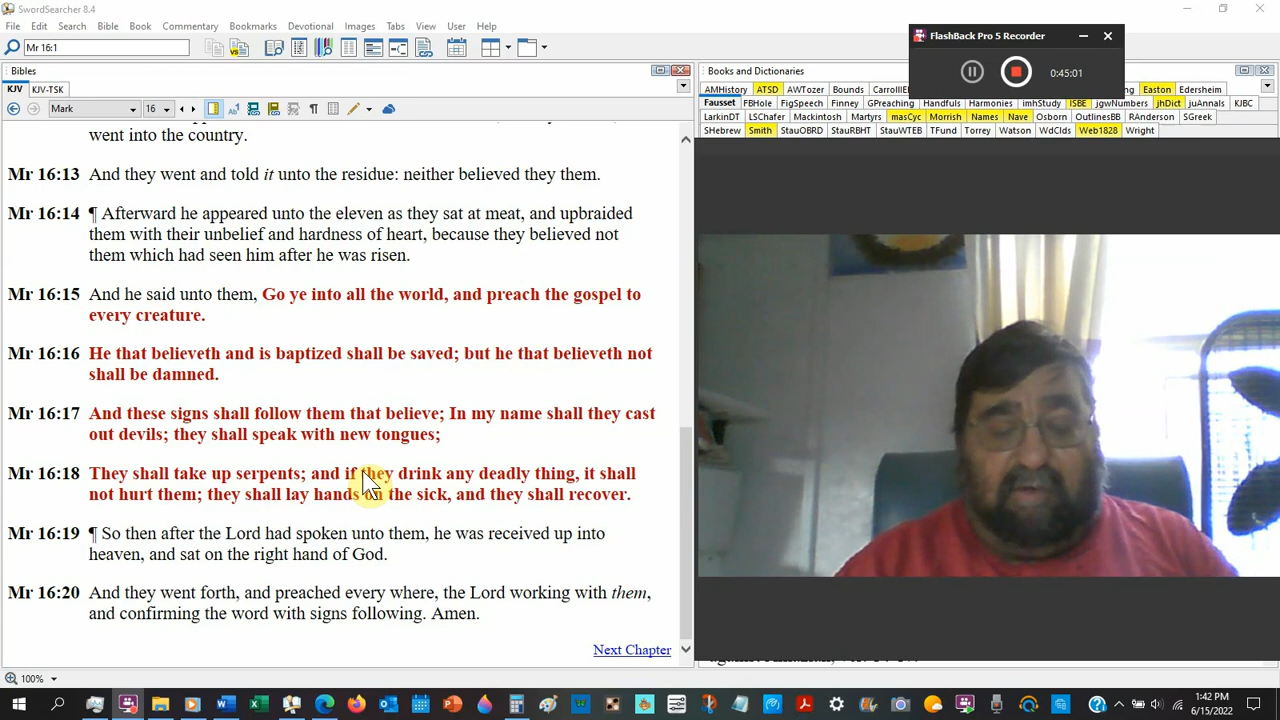 SwordSearcher 8.4
File Edit Search Bible Book Commentary Bookmarks Devotional Images Tabs View User Help
Mr 16:1
FlashBack Pro 5 Recorder
0:45:01
Bibles
KJV KJV-TSK
Mark 16
went into the country.
Mr 16:13 And they went and told it unto the residue: neither believed they them.
Mr 16:14 ¶ Afterward he appeared unto the eleven as they sat at meat, and upbraided
them with their unbelief and hardness of heart, because they believed not
them which had seen him after he was risen.
Mr 16:15 And he said unto them, Go ye into all the world, and preach the gospel to
every creature.
Mr 16:16 He that believeth and is baptized shall be saved; but he that believeth not
shall be damned.
Mr 16:17 And these signs shall follow them that believe; In my name shall they cast
out devils; they shall speak with new tongues;
Mr 16:18 They shall take up serpents; and if they drink any deadly thing, it shall
not hurt them; they shall lay hands on the sick, and they shall recover.
Mr 16:19 ¶ So then after the Lord had spoken unto them, he was received up into
heaven, and sat on the right hand of God.
Mr 16:20 And they went forth, and preached every where, the Lord working with them,
and confirming the word with signs following. Amen.
Next Chapter
100%
Books and Dictionaries
AMHistory ATSD AWTozer Bounds Easton Edersheim
Fausset FBHole FigSpeech Finney GPreaching Handfuls Harmonies imhStudy ISBE jgwNumbers jhDict juAnnals KJBC
LarkinDT LSChafer Mackintosh Martyrs masCyc Morrish Names Nave Osborn OutlinesBB RAnderson SGreek
SHebrew Smith StauOBRD StauRBHT StauWTEB TFund Torrey Watson WdClds Web1828 Wright
1:42 PM
6/15/2022